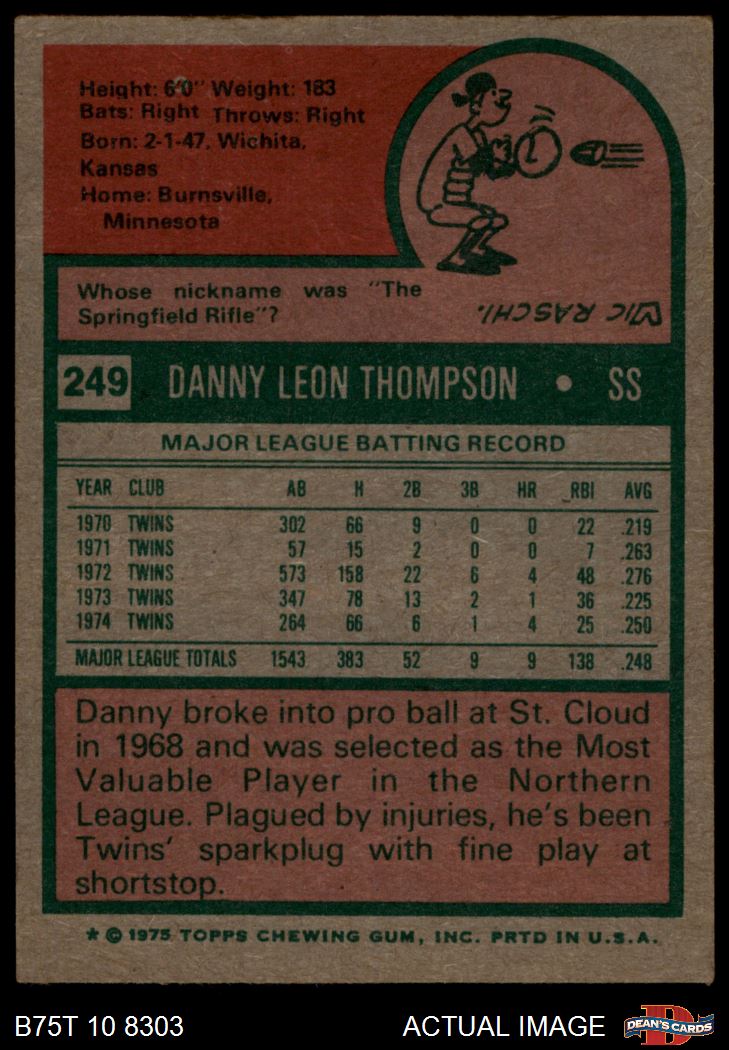 Height: 6'0" Weight: 183
Bats: Right Throws: Right
Born: 2-1-47, Wichita,
Kansas
Home: Burnsville,
Minnesota
Whose nickname was "The
Springfield Rifle"?
VIC RASCHI.
249 DANNY LEON THOMPSON • SS
MAJOR LEAGUE BATTING RECORD
YEAR CLUB AB H 2B 3B HR RBI AVG
1970 TWINS 302 66 9 0 0 22 .219
1971 TWINS 57 15 2 0 0 7 .263
1972 TWINS 573 158 22 6 4 48 .276
1973 TWINS 347 78 13 2 1 36 .225
1974 TWINS 264 66 6 1 4 25 .250
MAJOR LEAGUE TOTALS 1543 383 52 9 9 138 .248
Danny broke into pro ball at St. Cloud
in 1968 and was selected as the Most
Valuable Player in the Northern
League. Plagued by injuries, he's been
Twins' sparkplug with fine play at
shortstop.
* © 1975 TOPPS CHEWING GUM, INC. PRTD IN U.S.A.
B75T 10 8303 ACTUAL IMAGE
D
DEAN'S CARDS